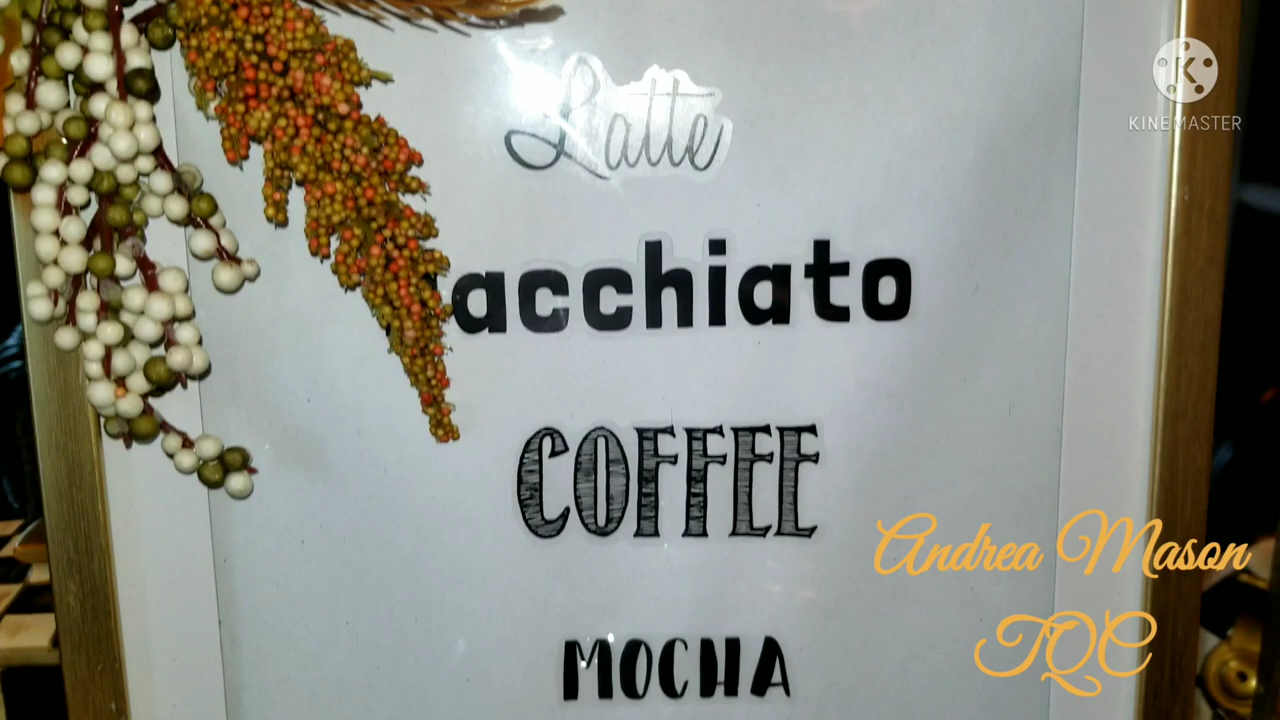 Latte
KINEMASTER
acchiato
COFFEE
Andrea Mason
TQC
MOCHA